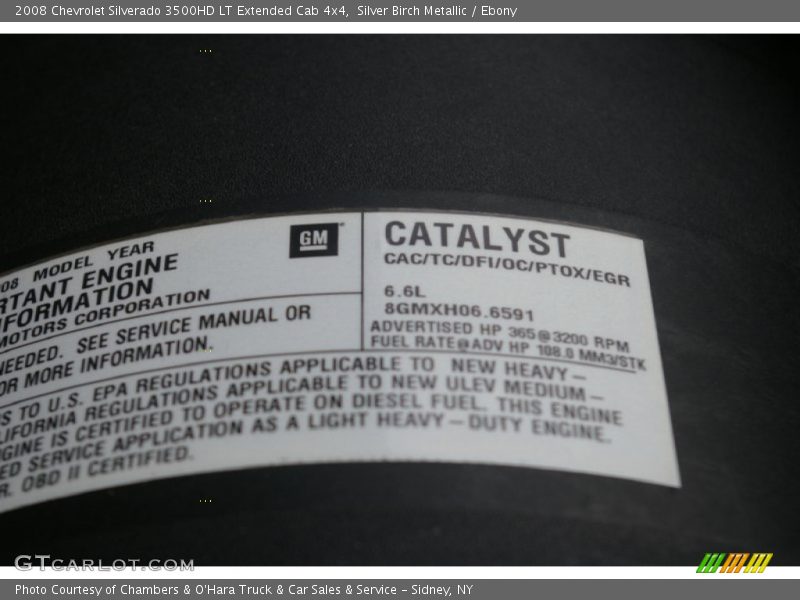 2008 Chevrolet Silverado 3500HD LT Extended Cab 4x4, Silver Birch Metallic / Ebony
08 MODEL YEAR
RTANT ENGINE
FORMATION
MOTORS CORPORATION
GM
NEEDED. SEE SERVICE MANUAL OR
OR MORE INFORMATION.
CATALYST
CAC/TC/DFI/OC/PTOX/EGR
6.6L
8GMXH06.6591
ADVERTISED HP 365@3200 RPM
FUEL RATE@ADV HP 108.0 MM3/STK
S TO U.S. EPA REGULATIONS APPLICABLE TO NEW HEAVY-
LIFORNIA REGULATIONS APPLICABLE TO NEW ULEV MEDIUM-
NGINE IS CERTIFIED TO OPERATE ON DIESEL FUEL. THIS ENGINE
ED SERVICE APPLICATION AS A LIGHT HEAVY-DUTY ENGINE.
R. OBD II CERTIFIED.
GTcarlot.com
Photo Courtesy of Chambers & O'Hara Truck & Car Sales & Service - Sidney, NY